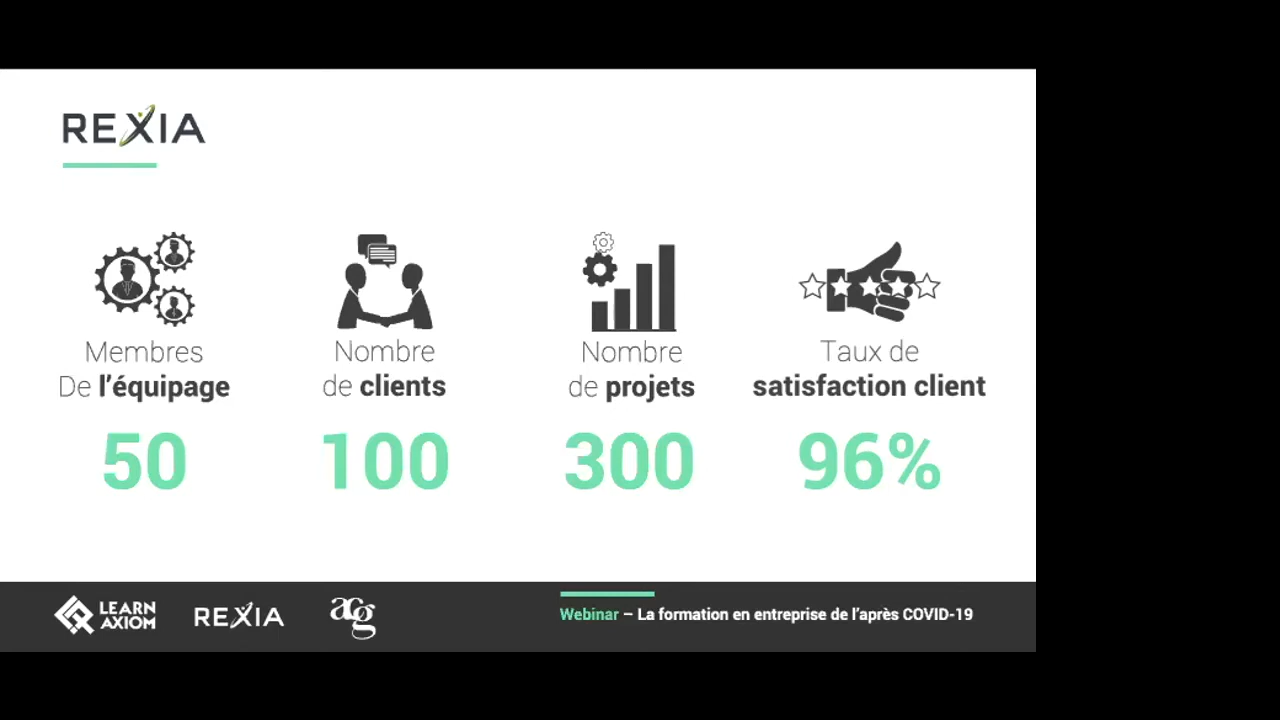 REXIA
Membres
De l’équipage
50
Nombre
de clients
100
Nombre
de projets
300
Taux de
satisfaction client
96%
LEARN
AXIOM
REXIA
acg
Webinar – La formation en entreprise de l’après COVID-19